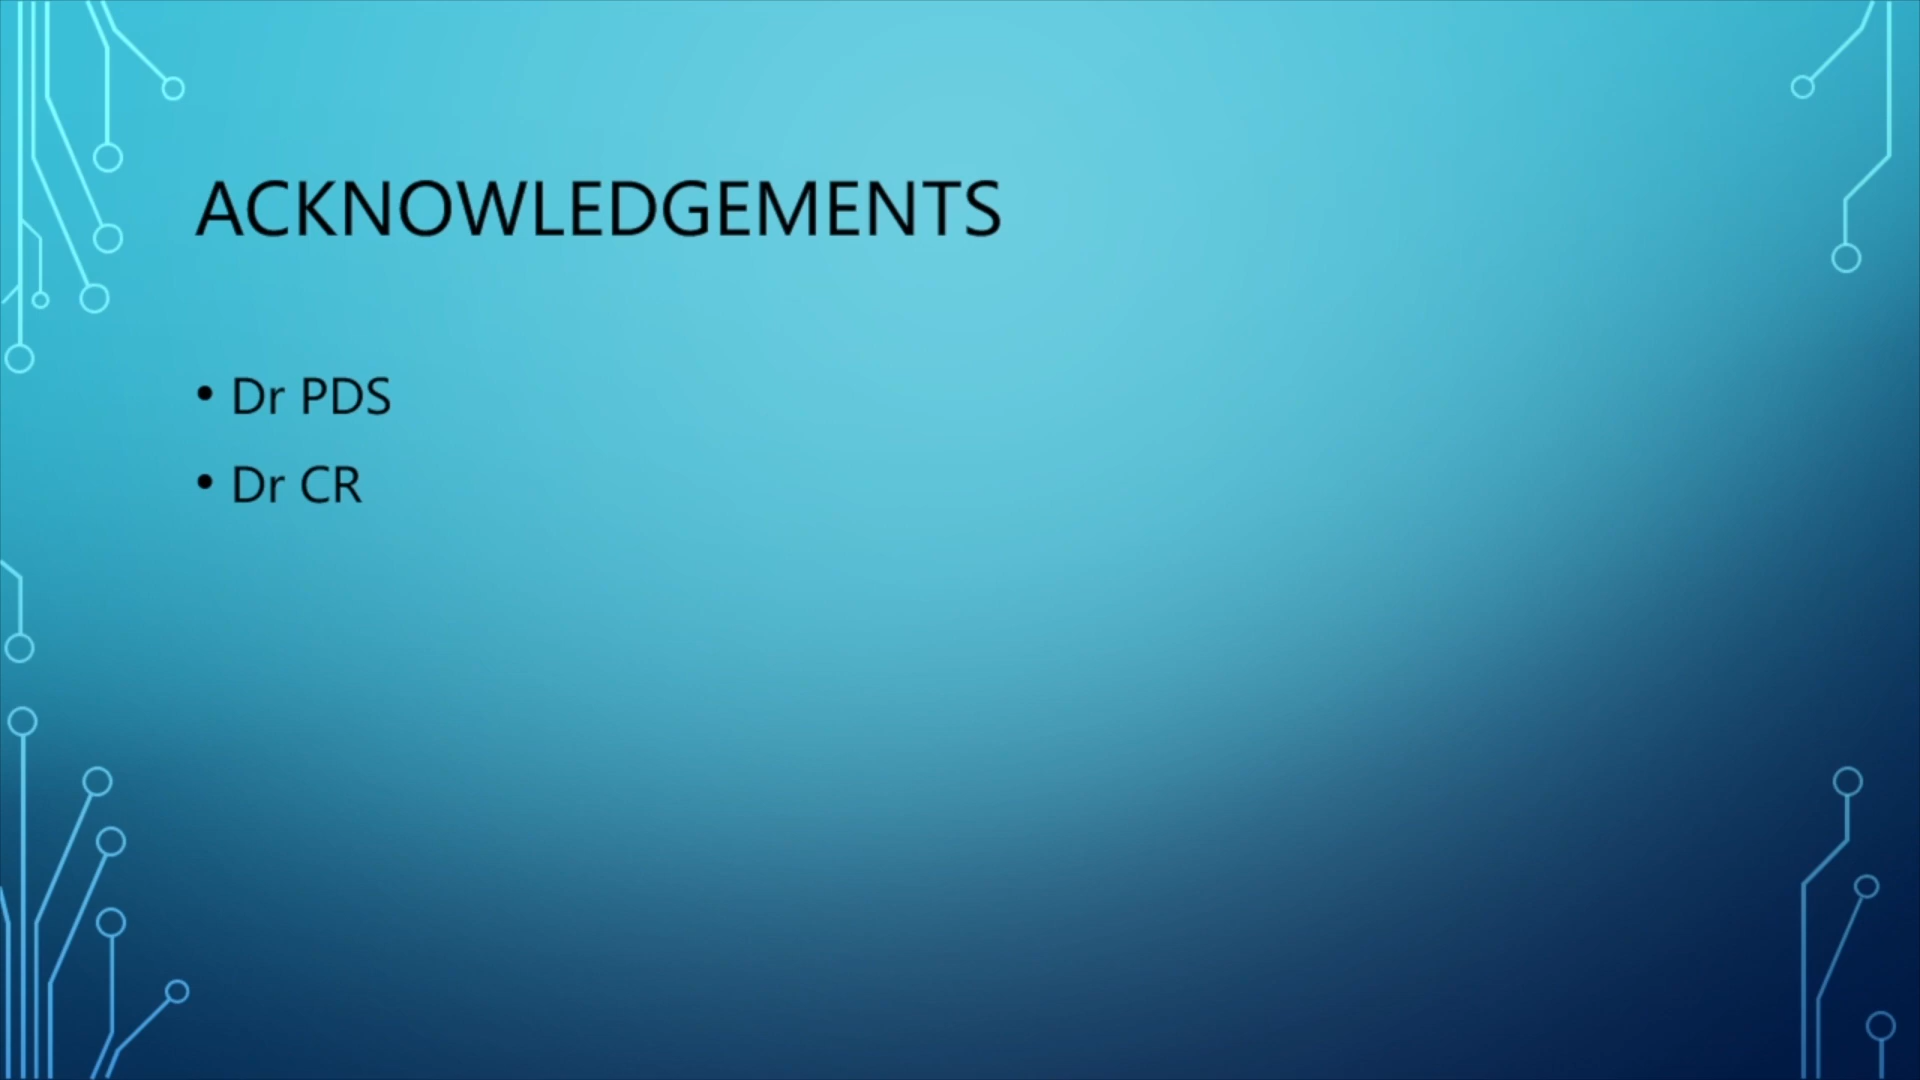 ACKNOWLEDGEMENTS
• Dr PDS
• Dr CR